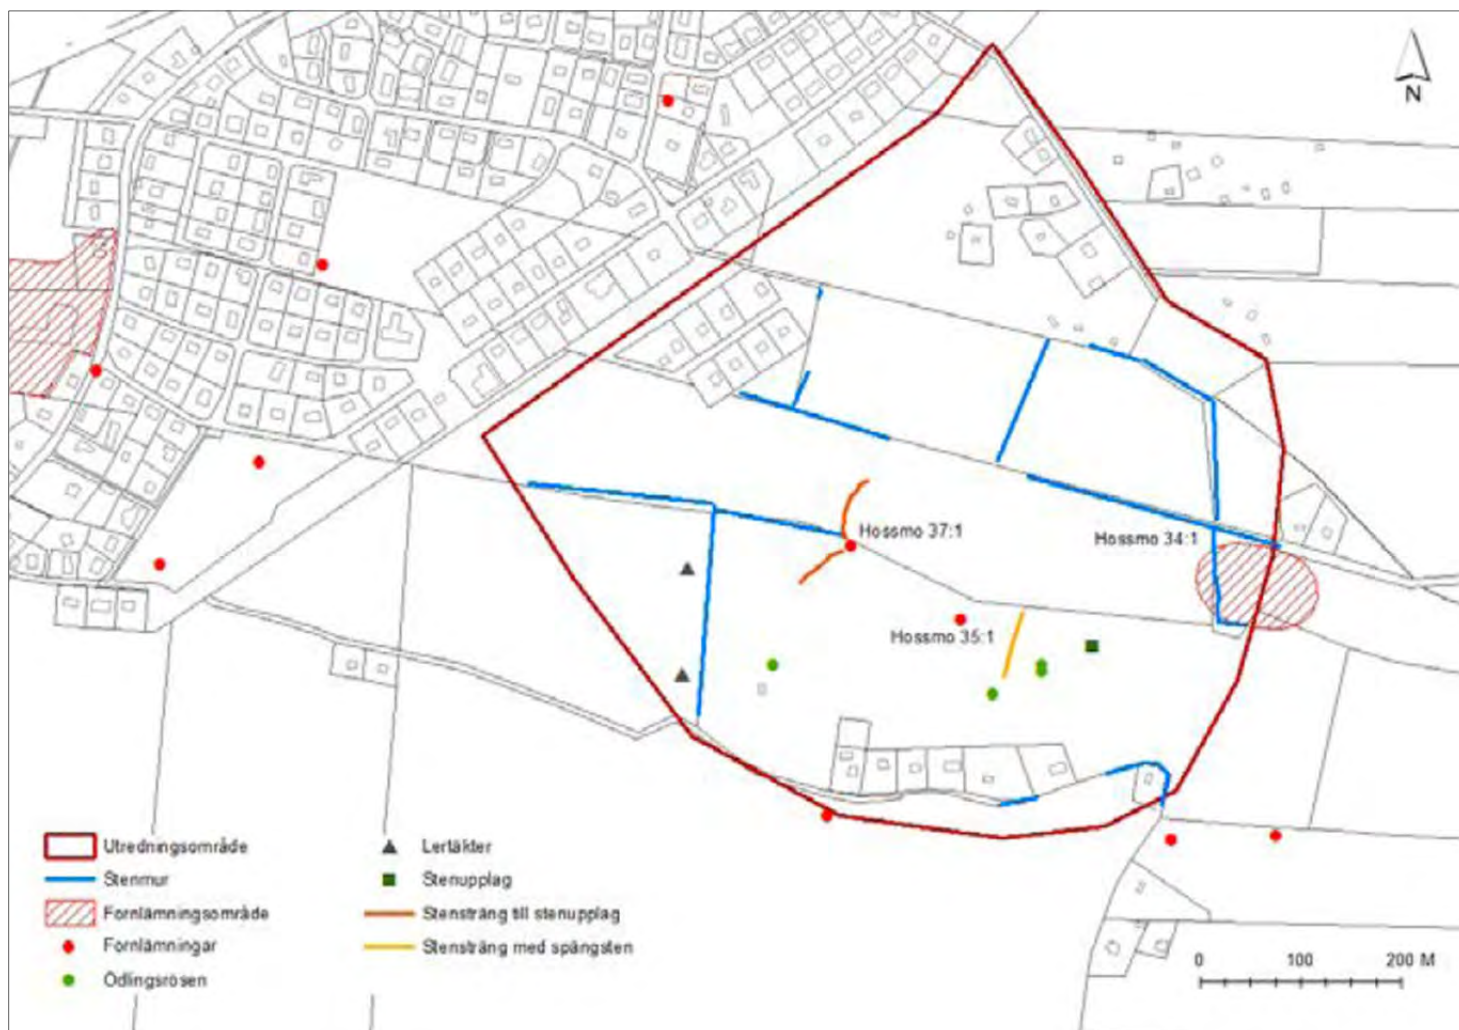 N
Hossmo 37:1
Hossmo 34:1
Hossmo 35:1
Utredningsområde
Stenmur
Fornlämningsområde
Fornlämningar
Odlingsrösen
Lertäkter
Stenupplag
Stensträng till stenupplag
Stensträng med spångsten
0 100 200 M